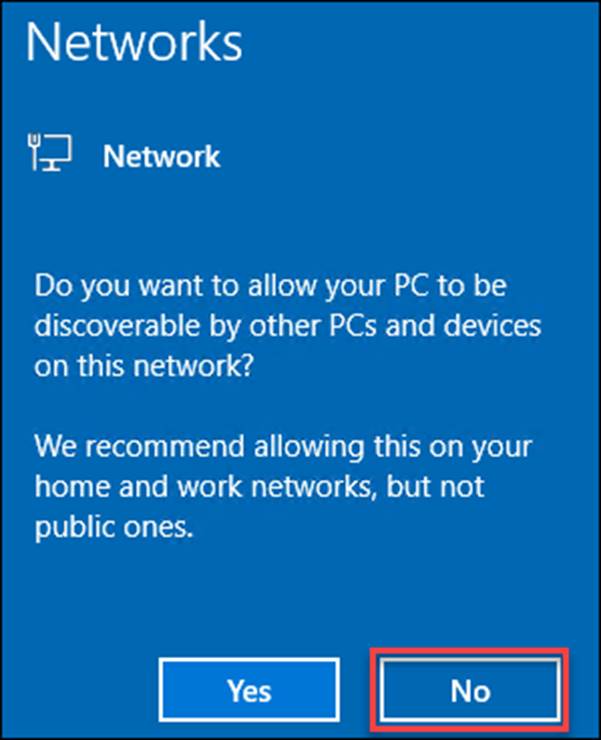 Networks
Network
Do you want to allow your PC to be
discoverable by other PCs and devices
on this network?
We recommend allowing this on your
home and work networks, but not
public ones.
Yes No